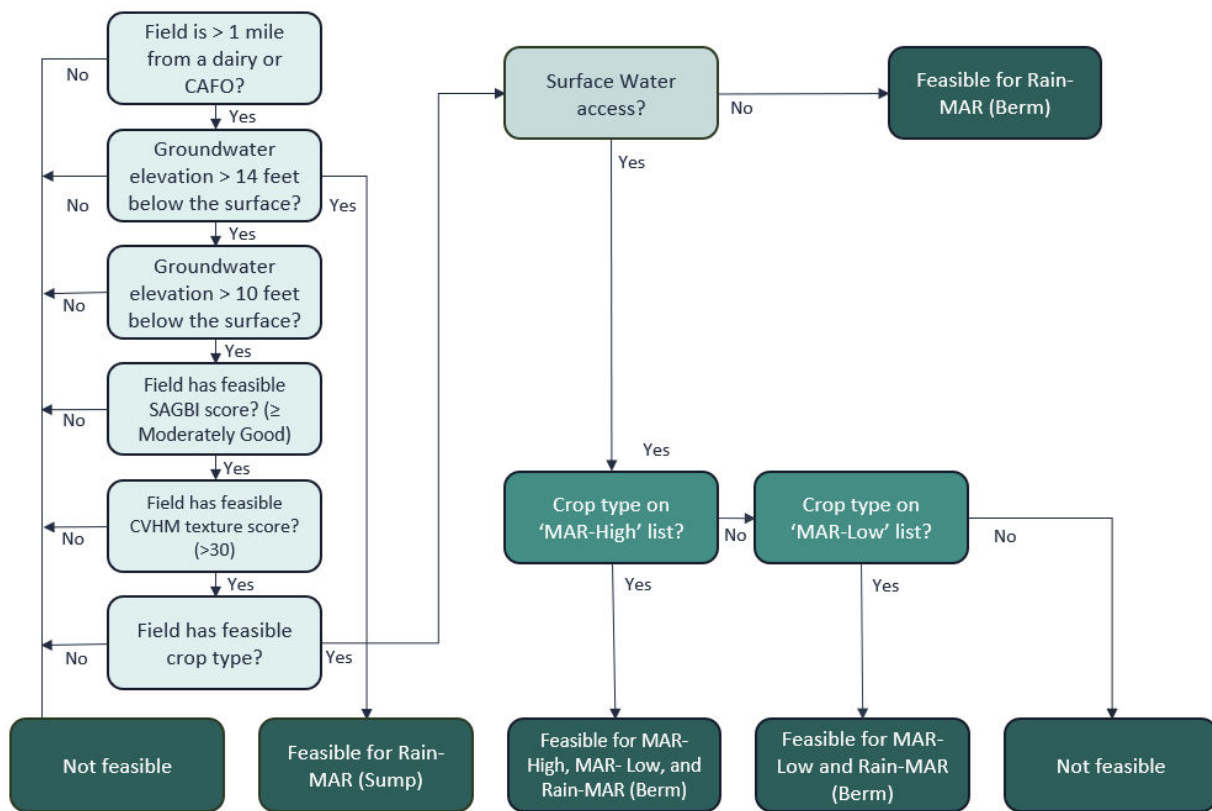 Field is > 1 mile
from a dairy or
CAFO?
No
Yes
Groundwater
elevation > 14 feet
below the surface?
No
Yes
Yes
Groundwater
elevation > 10 feet
below the surface?
No
Yes
Field has feasible
SAGBI score? (≥
Moderately Good)
No
Yes
Field has feasible
CVHM texture score?
(>30)
No
Yes
Field has feasible
crop type?
No
Yes
Not feasible
Feasible for Rain-
MAR (Sump)
Surface Water
access?
No
Feasible for Rain-
MAR (Berm)
Yes
Yes
Crop type on
‘MAR-High’ list?
No
Crop type on
‘MAR-Low’ list?
No
Yes
Yes
Feasible for MAR-
High, MAR- Low, and
Rain-MAR (Berm)
Feasible for MAR-
Low and Rain-MAR
(Berm)
Not feasible